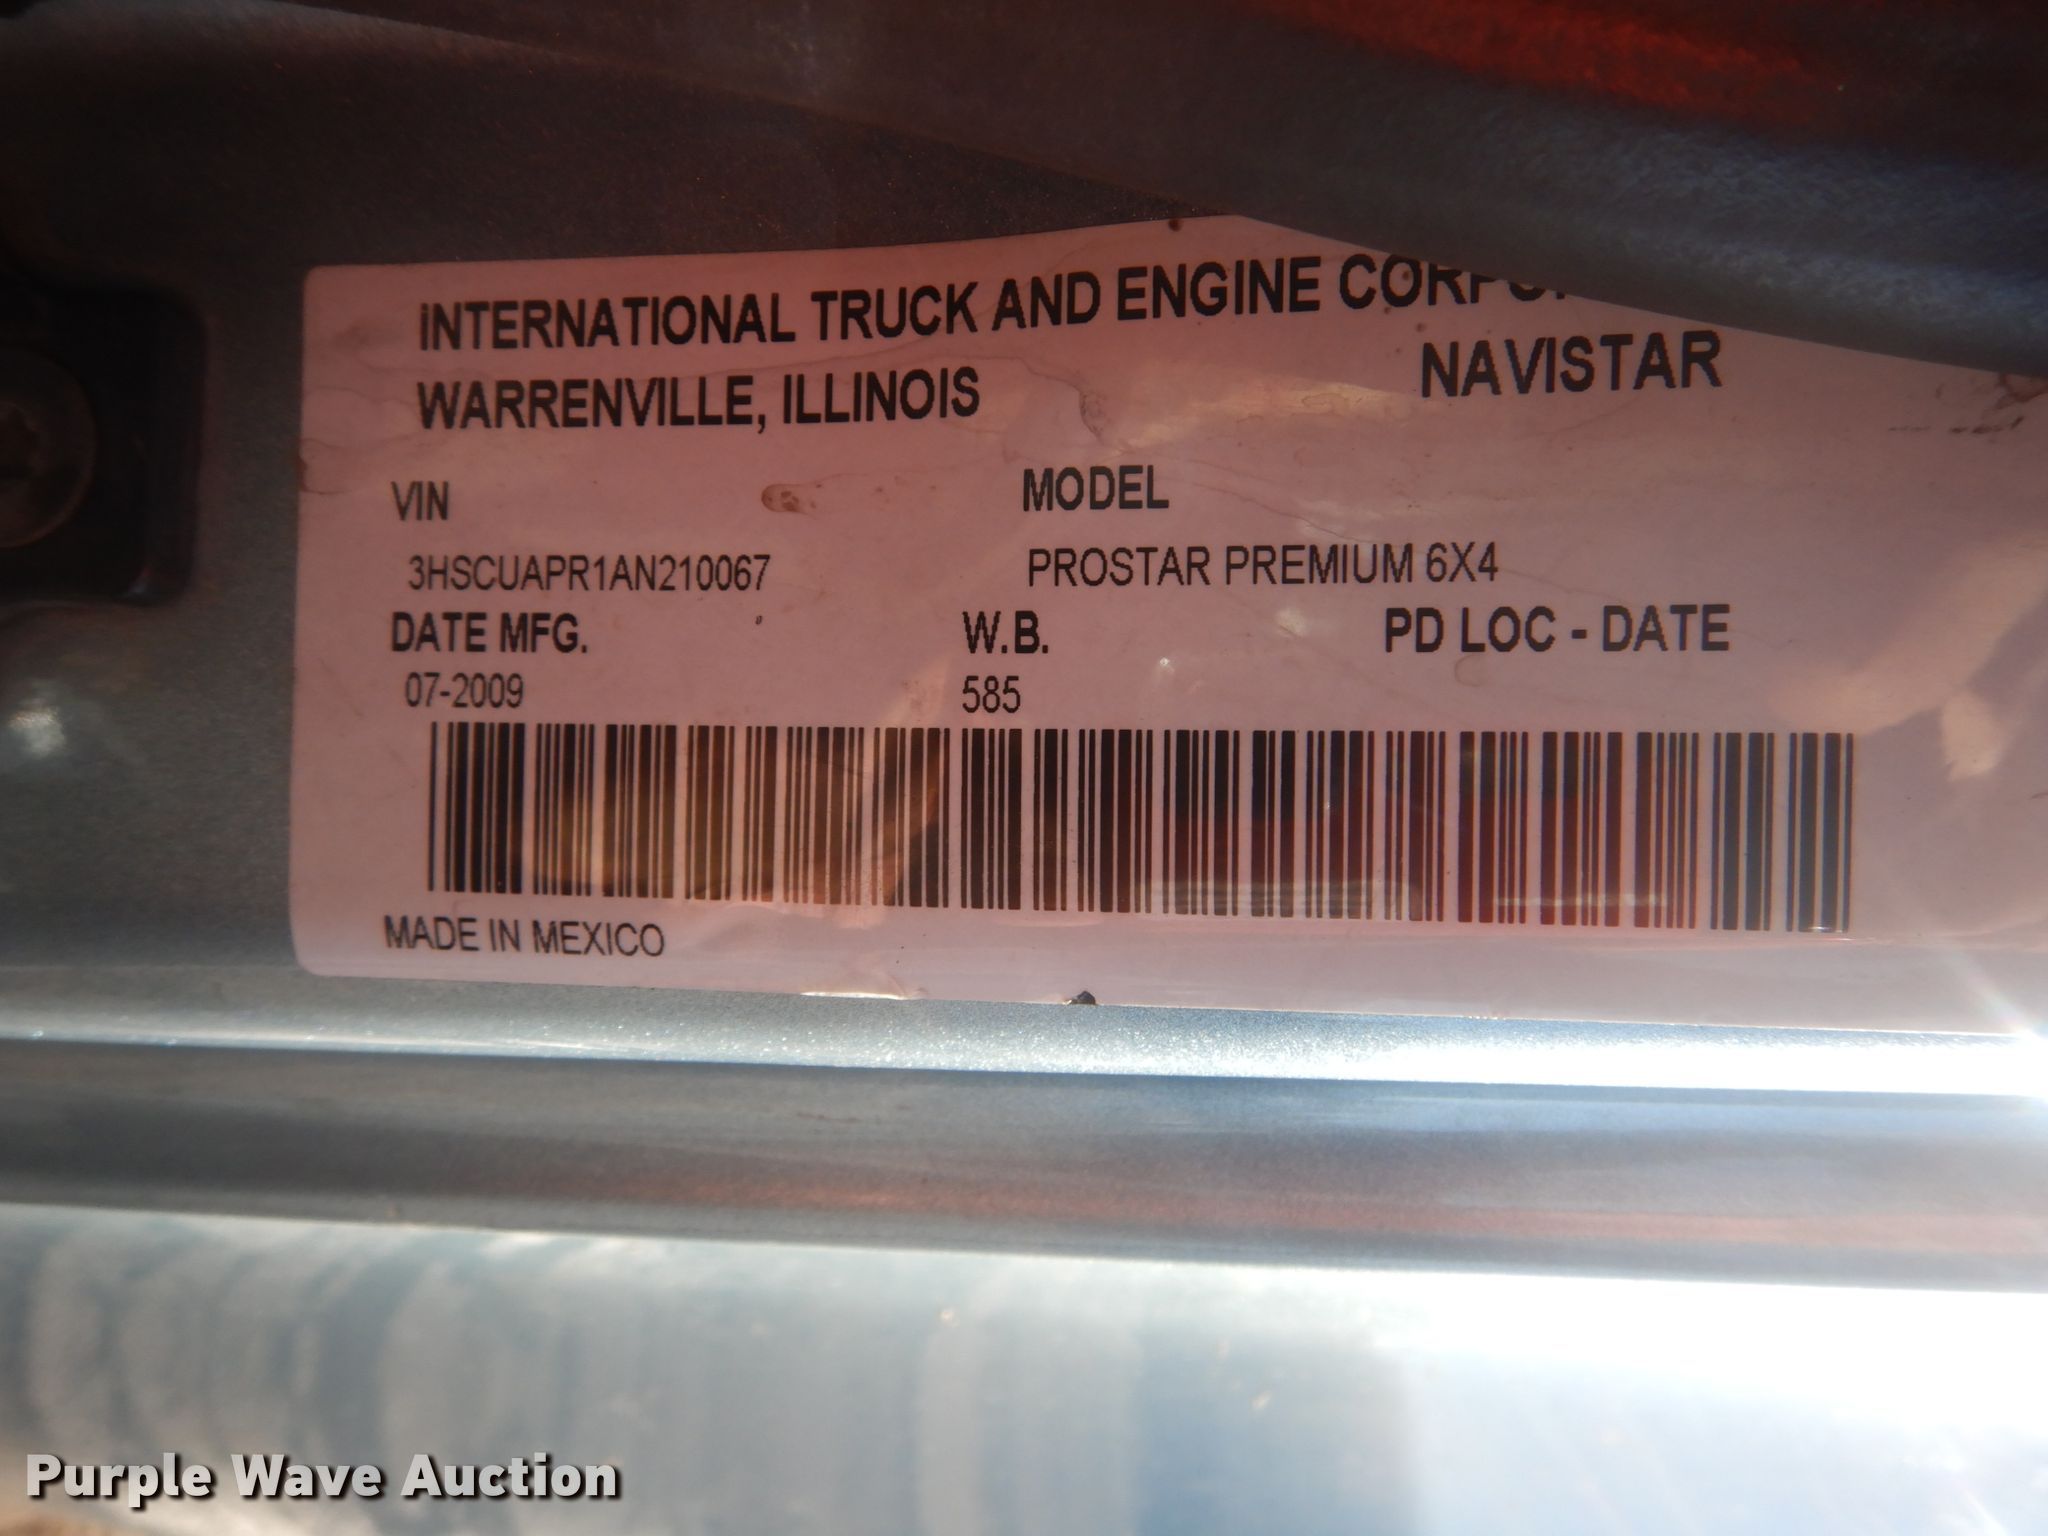 INTERNATIONAL TRUCK AND ENGINE
WARRENVILLE, ILLINOIS NAVISTAR
VIN MODEL
3HSCUAPR1AN210067 PROSTAR PREMIUM 6X4
DATE MFG. W.B. PD LOC - DATE
07-2009 585
MADE IN MEXICO
Purple Wave Auction